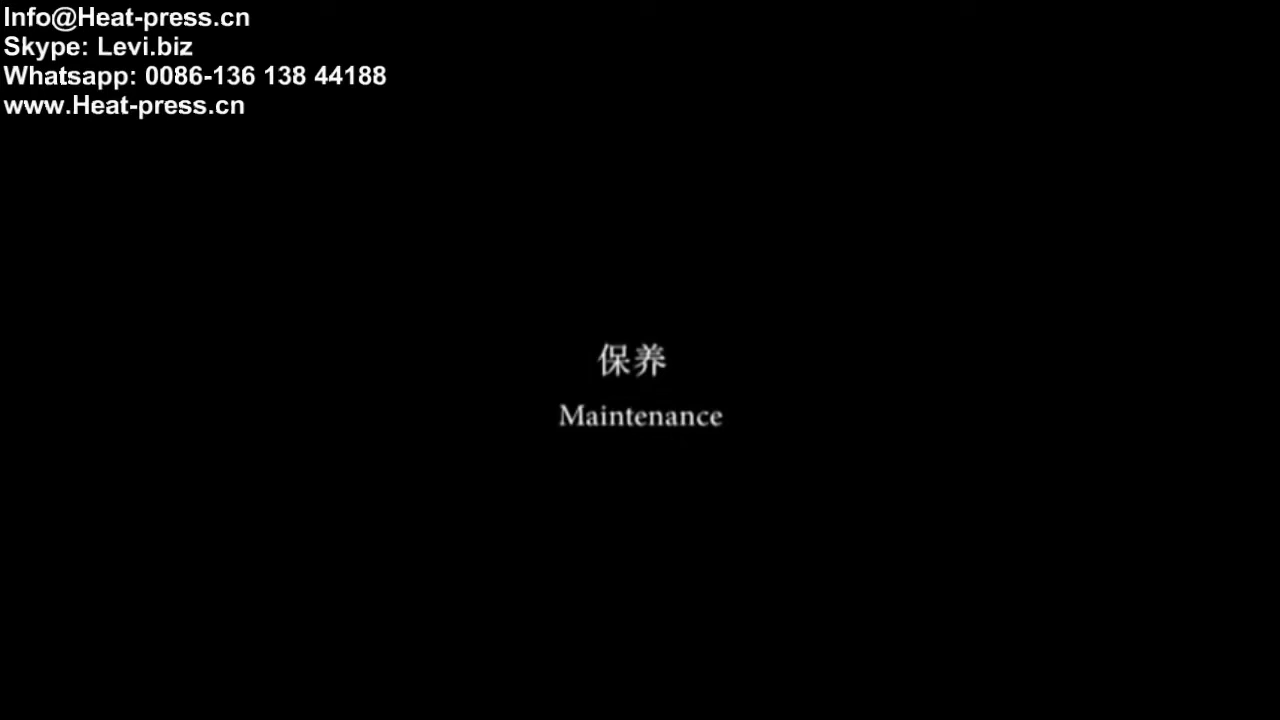 Info@Heat-press.cn
Skype: Levi.biz
Whatsapp: 0086-136 138 44188
www.Heat-press.cn
保养
Maintenance